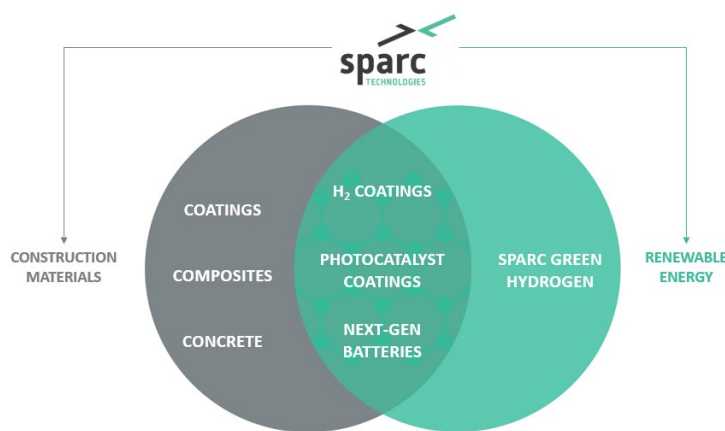 sparc
TECHNOLOGIES
CONSTRUCTION
MATERIALS
COATINGS
COMPOSITES
CONCRETE
H₂ COATINGS
PHOTOCATALYST
COATINGS
NEXT-GEN
BATTERIES
SPARC GREEN
HYDROGEN
RENEWABLE
ENERGY